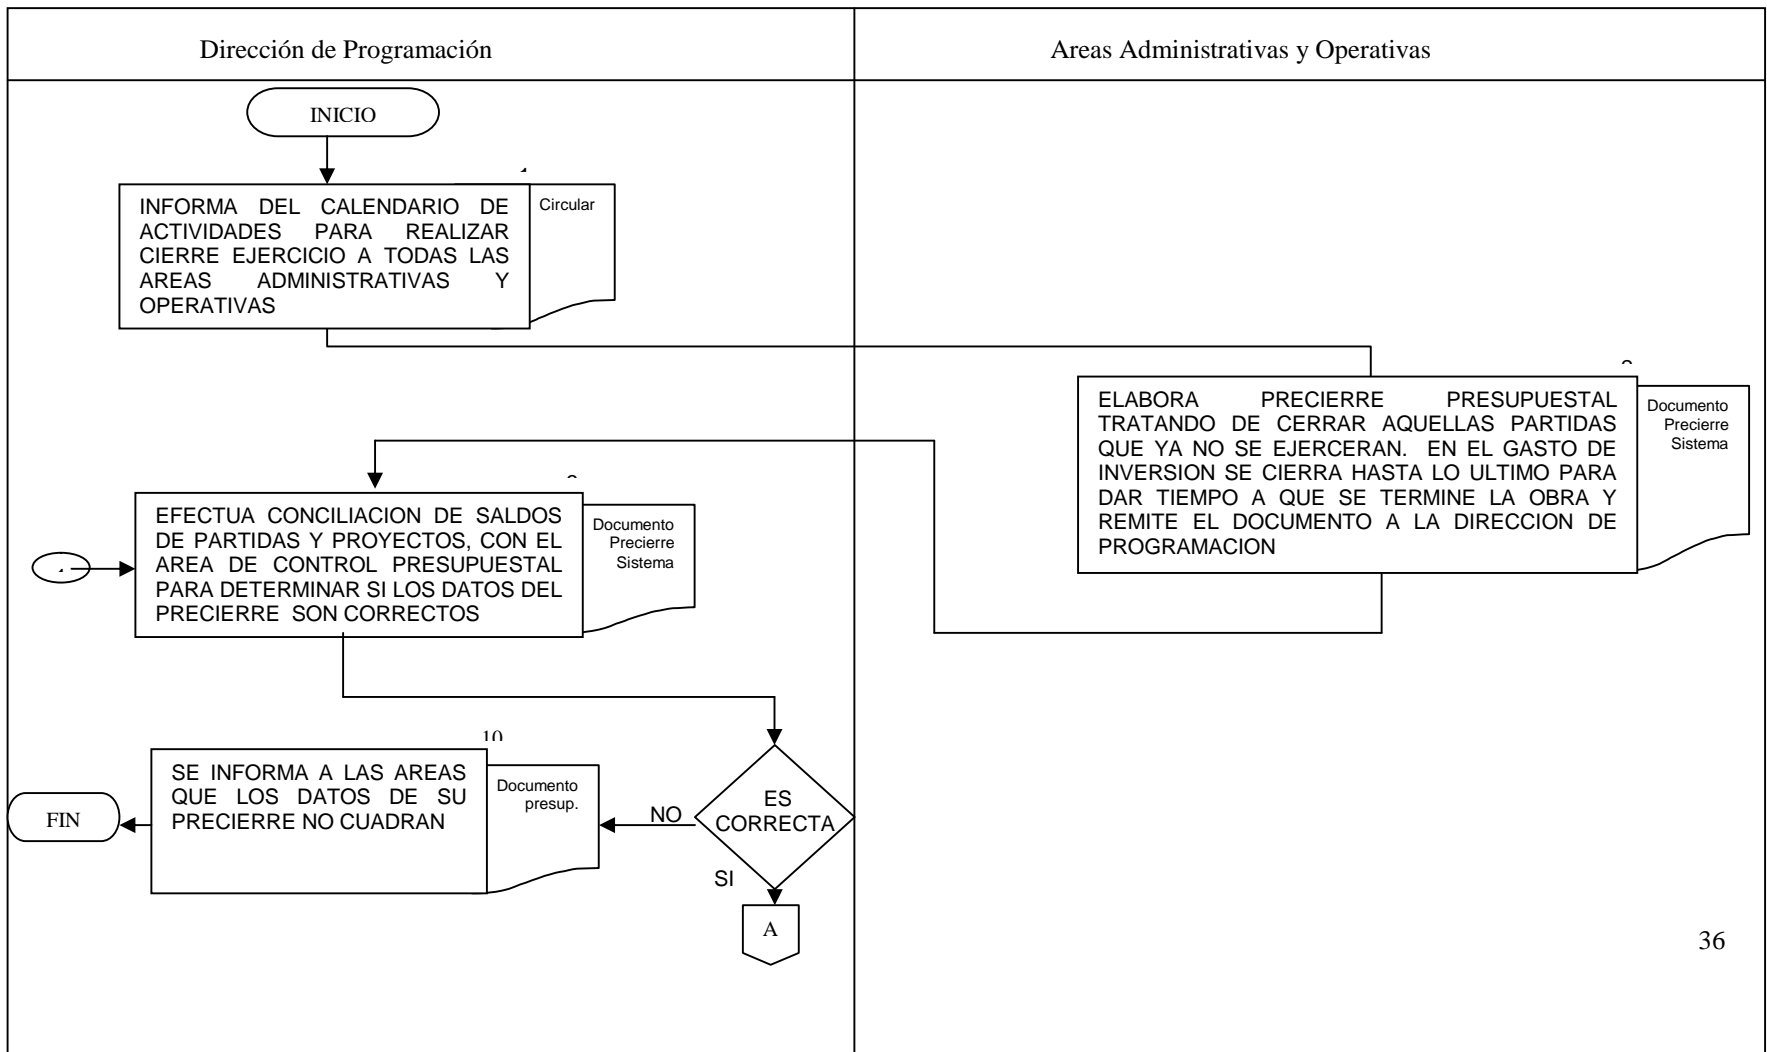 Dirección de Programación
Areas Administrativas y Operativas
INICIO
INFORMA DEL CALENDARIO DE
ACTIVIDADES PARA REALIZAR
CIERRE EJERCICIO A TODAS LAS
AREAS ADMINISTRATIVAS Y
OPERATIVAS
Circular
ELABORA PRECIERRE PRESUPUESTAL
TRATANDO DE CERRAR AQUELLAS PARTIDAS
QUE YA NO SE EJERCERAN. EN EL GASTO DE
INVERSION SE CIERRA HASTA LO ULTIMO PARA
DAR TIEMPO A QUE SE TERMINE LA OBRA Y
REMITE EL DOCUMENTO A LA DIRECCION DE
PROGRAMACION
Documento
Precierre
Sistema
EFECTUA CONCILIACION DE SALDOS
DE PARTIDAS Y PROYECTOS, CON EL
AREA DE CONTROL PRESUPUESTAL
PARA DETERMINAR SI LOS DATOS DEL
PRECIERRE SON CORRECTOS
Documento
Precierre
Sistema
10
SE INFORMA A LAS AREAS
QUE LOS DATOS DE SU
PRECIERRE NO CUADRAN
Documento
presup.
FIN
NO
ES
CORRECTA
SI
A
36